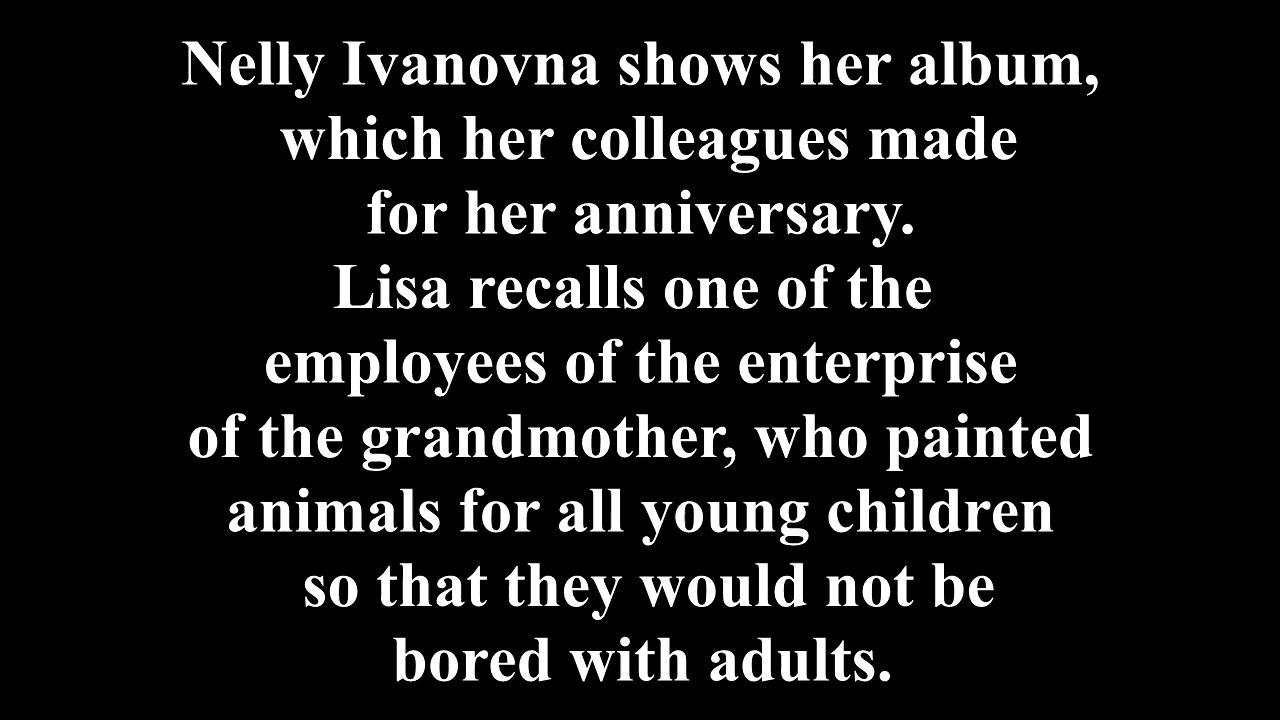 Nelly Ivanovna shows her album,
which her colleagues made
for her anniversary.
Lisa recalls one of the
employees of the enterprise
of the grandmother, who painted
animals for all young children
so that they would not be
bored with adults.